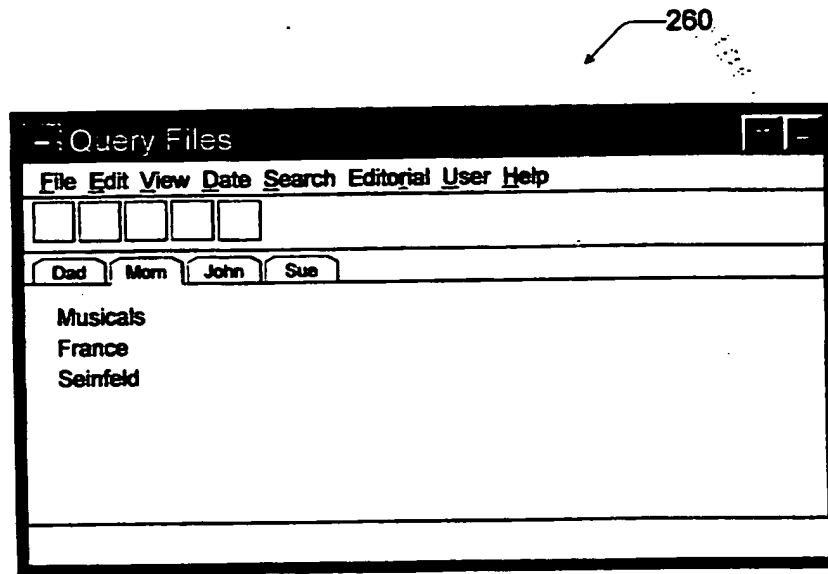 260
Query Files
File Edit View Date Search Editorial User Help
Dad Mom John Sue
Musicals
France
Seinfeld